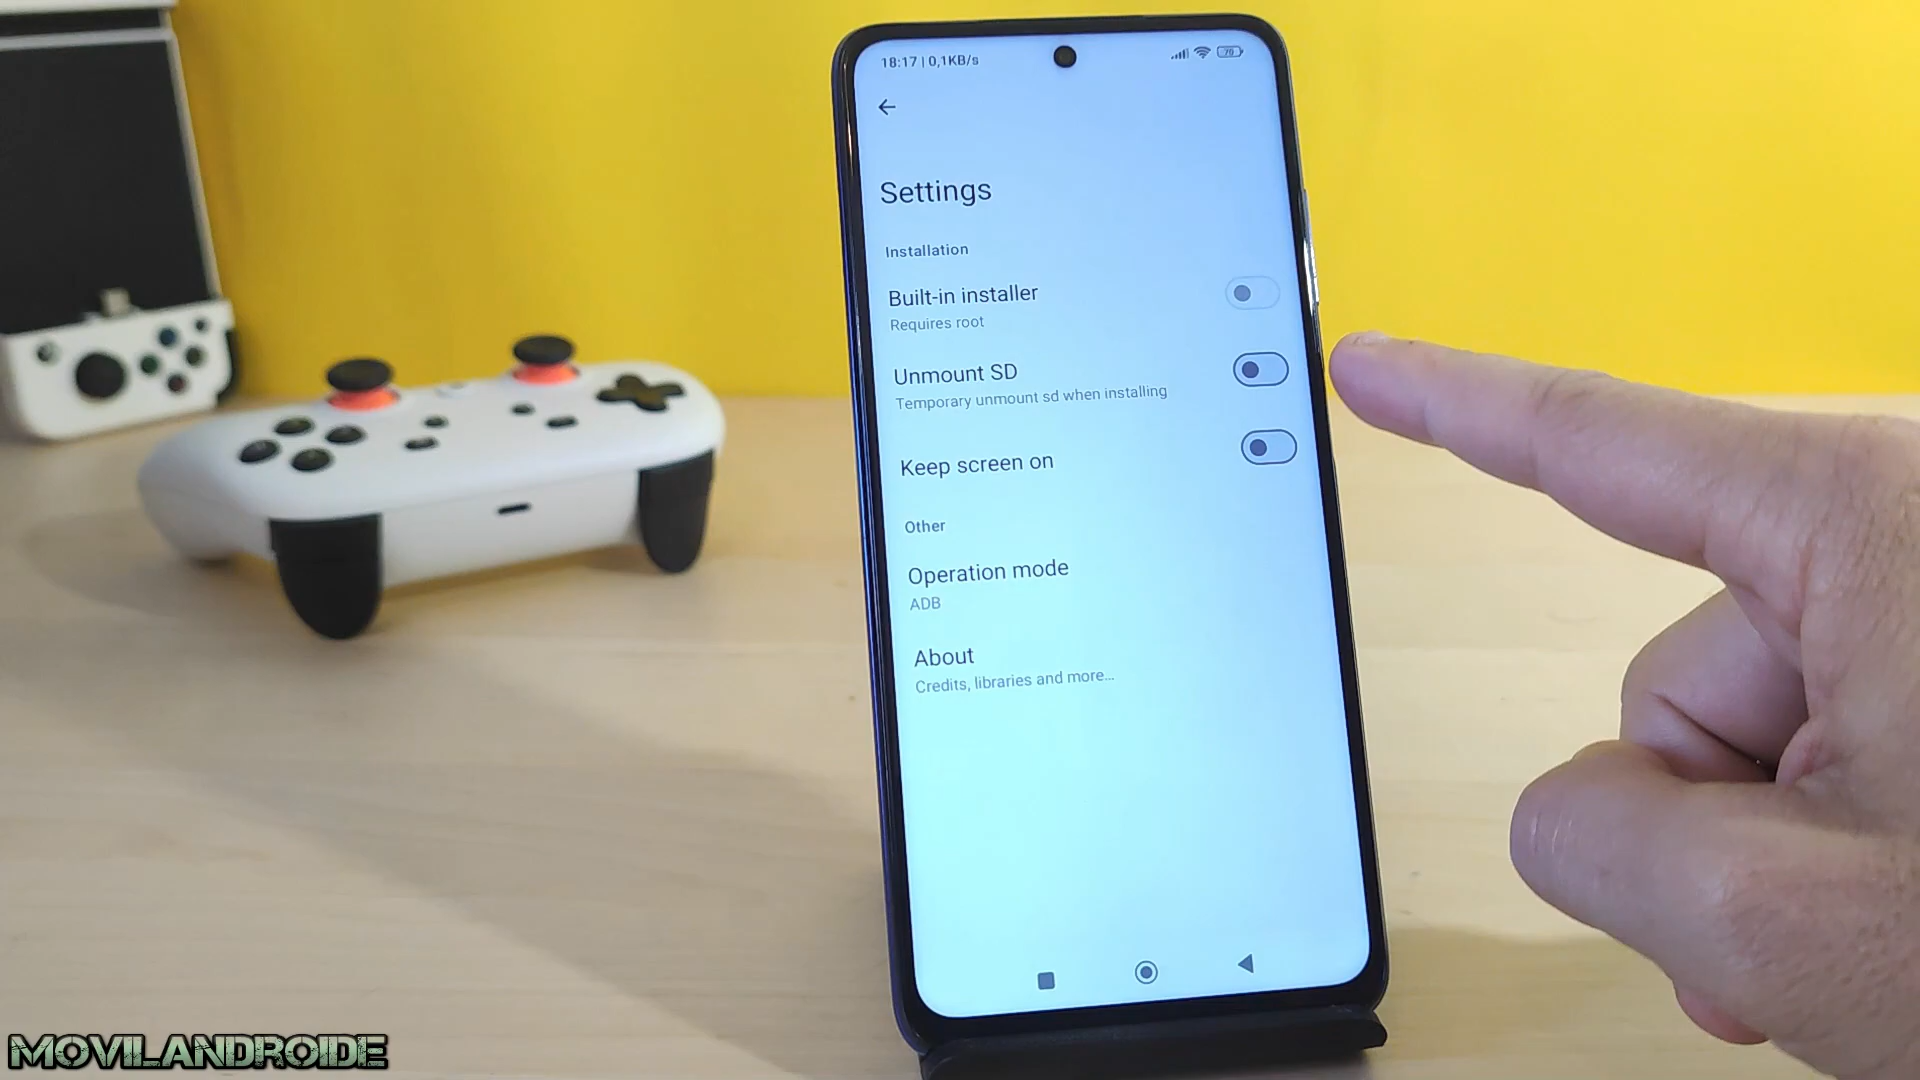 18:17 | 0,1KB/s
70
Settings
Installation
Built-in installer
Requires root
Unmount SD
Temporary unmount sd when installing
Keep screen on
Other
Operation mode
ADB
About
Credits, libraries and more...
MOVILANDROIDE